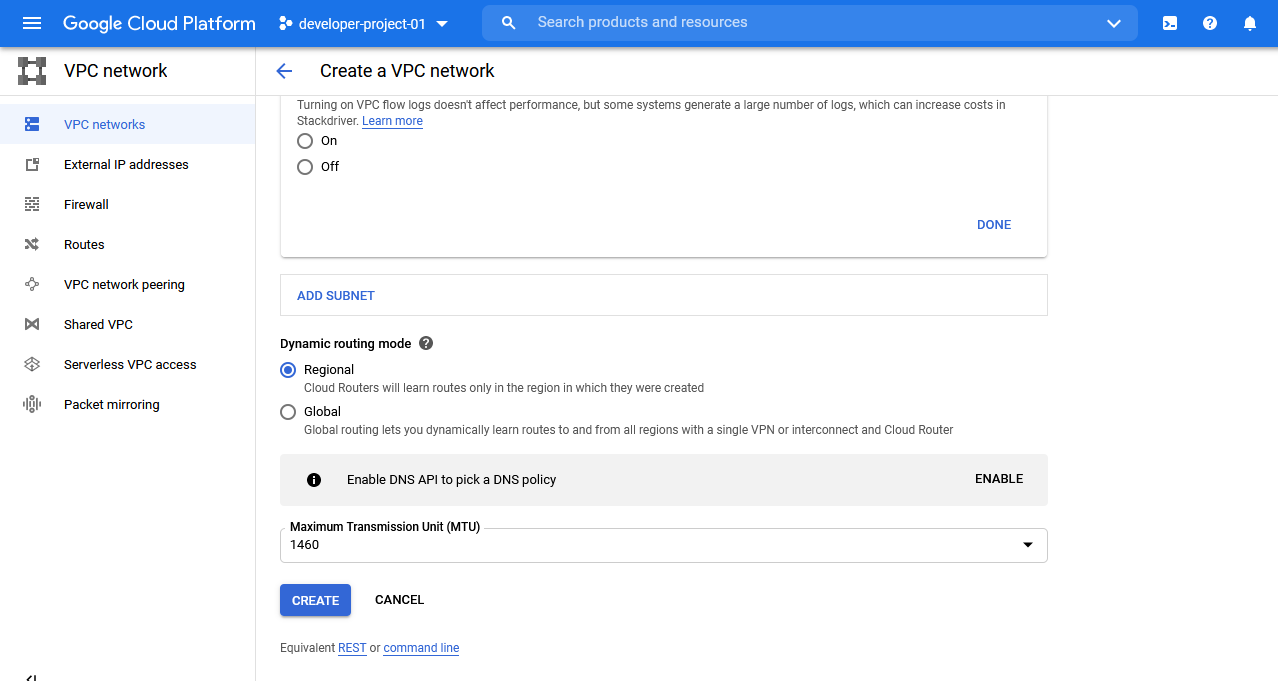 Google Cloud Platform
developer-project-01
Search products and resources
VPC network
Create a VPC network
VPC networks
External IP addresses
Firewall
Routes
VPC network peering
Shared VPC
Serverless VPC access
Packet mirroring
Turning on VPC flow logs doesn't affect performance, but some systems generate a large number of logs, which can increase costs in
Stackdriver. Learn more
On
Off
DONE
ADD SUBNET
Dynamic routing mode
Regional
Cloud Routers will learn routes only in the region in which they were created
Global
Global routing lets you dynamically learn routes to and from all regions with a single VPN or interconnect and Cloud Router
Enable DNS API to pick a DNS policy
ENABLE
Maximum Transmission Unit (MTU)
1460
CREATE
CANCEL
Equivalent REST or command line